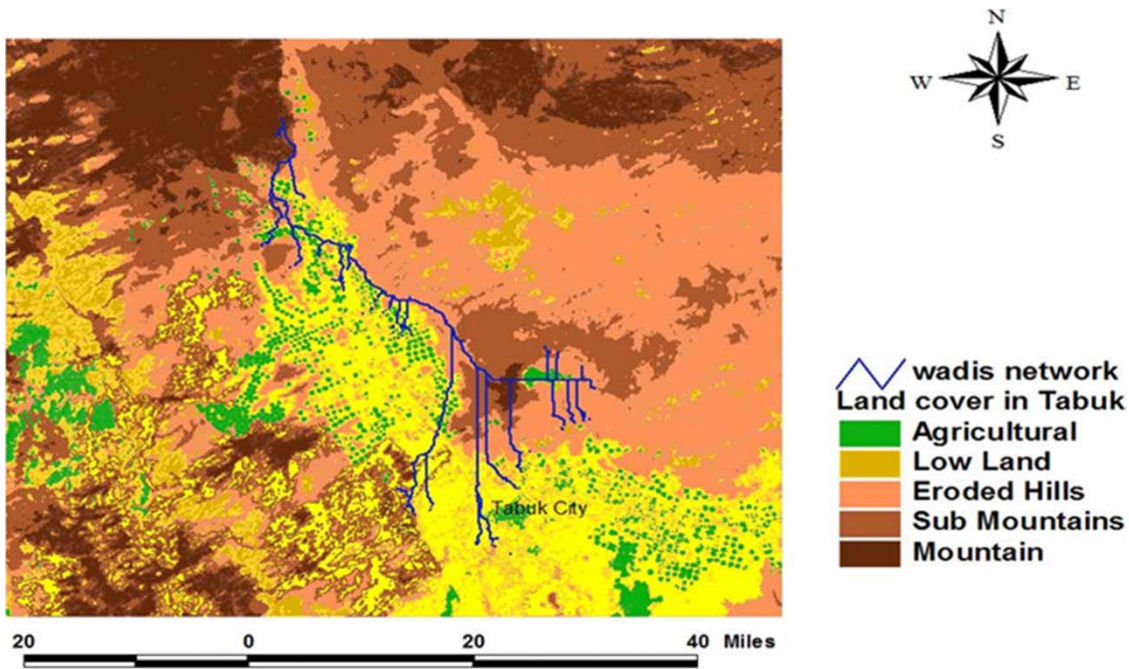 N
W E
S
Tabuk City
wadis network
Land cover in Tabuk
Agricultural
Low Land
Eroded Hills
Sub Mountains
Mountain
20 0 20 40 Miles